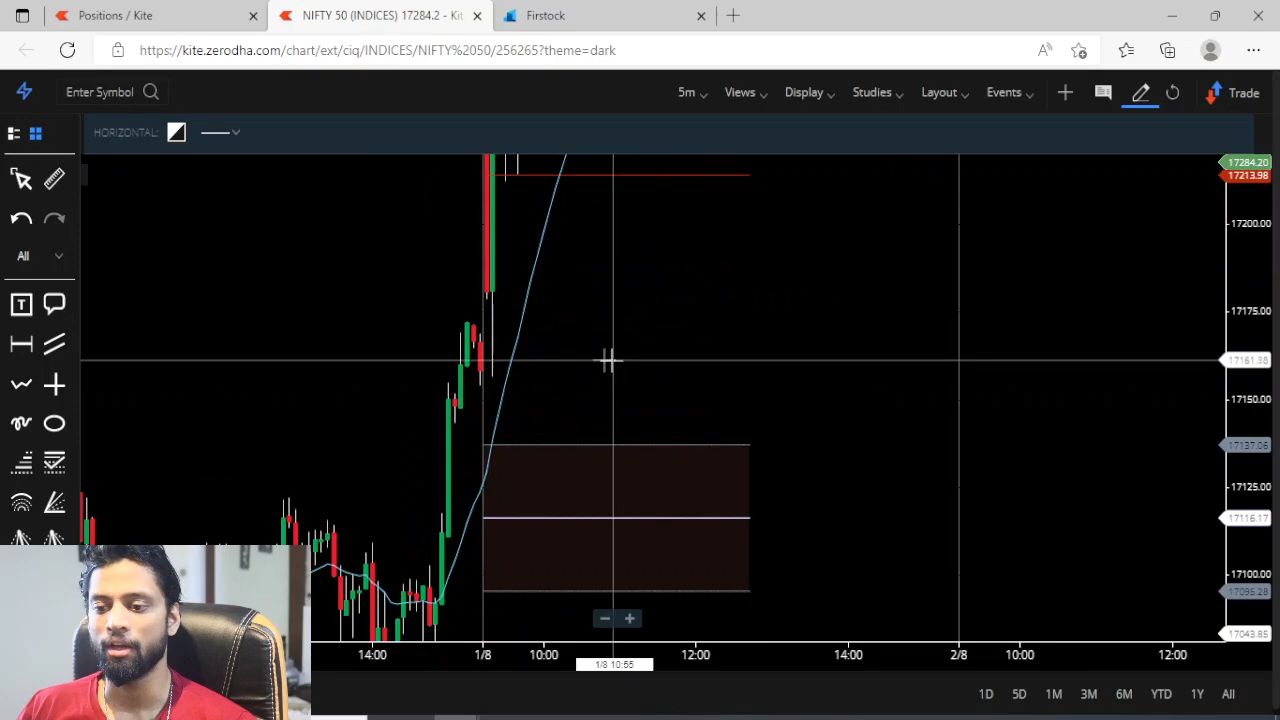 Positions / Kite
NIFTY 50 (INDICES) 17284.2 - Kit
Firstock
https://kite.zerodha.com/chart/ext/ciq/INDICES/NIFTY%2050/256265?theme=dark
Enter Symbol
5m
Views
Display
Studies
Layout
Events
Trade
HORIZONTAL:
All
T
17284.20
17213.98
17200.00
17175.00
17161.38
17150.00
17137.06
17125.00
17116.17
17100.00
17095.28
17043.85
14:00
1/8
10:00
12:00
14:00
2/8
10:00
12:00
1/8 10:55
1D
5D
1M
3M
6M
YTD
1Y
All